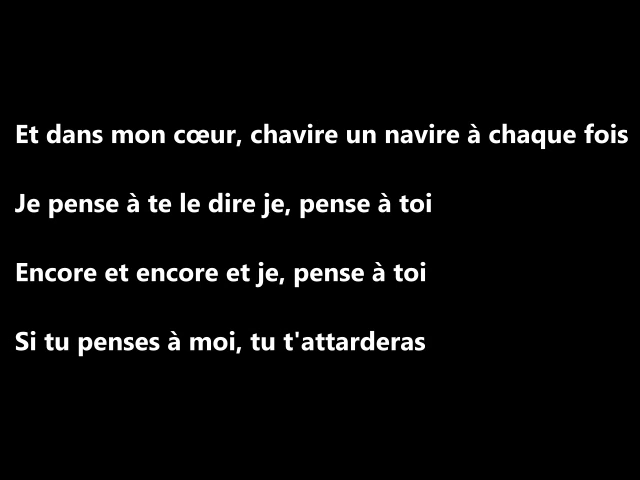 Et dans mon cœur, chavire un navire à chaque fois
Je pense à te le dire je, pense à toi
Encore et encore et je, pense à toi
Si tu penses à moi, tu t'attarderas